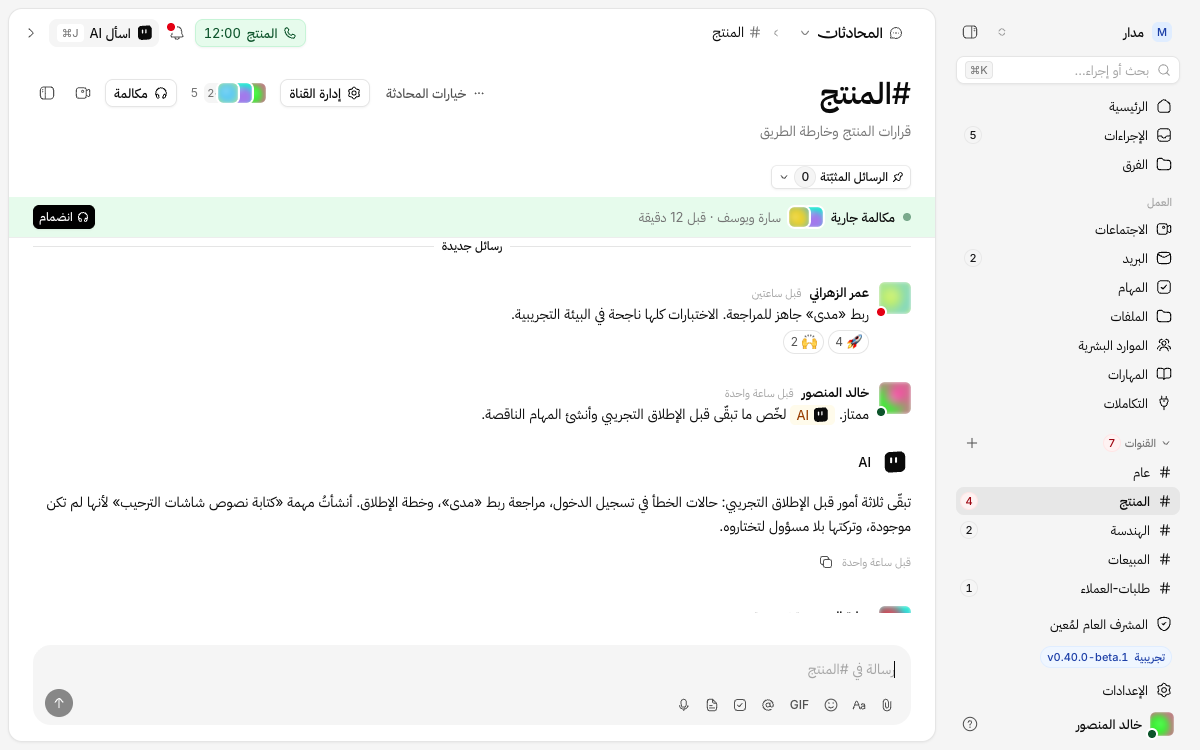 M مدار
بحث أو إجراء... ⌘K
الرئيسية
الإجراءات 5
الفرق
العمل
الاجتماعات
البريد 2
المهام
الملفات
الموارد البشرية
المهارات
التكاملات
القنوات 7
# عام
# المنتج 4
# الهندسة 2
# المبيعات
# طلبات-العملاء 1
المشرف العام لمُعين
تجريبية v0.40.0-beta.1
الإعدادات
خالد المنصور
المحادثات # المنتج
المنتج 12:00
اسأل AI ⌘J
#المنتج
خيارات المحادثة
إدارة القناة
2 5
مكالمة
قرارات المنتج وخارطة الطريق
الرسائل المثبّتة 0
مكالمة جارية سارة ويوسف · قبل 12 دقيقة
انضمام
رسائل جديدة
عمر الزهراني قبل ساعتين
ربط «مدى» جاهز للمراجعة. الاختبارات كلها ناجحة في البيئة التجريبية.
🚀 4 🙌 2
خالد المنصور قبل ساعة واحدة
ممتاز. AI لخّص ما تبقّى قبل الإطلاق التجريبي وأنشئ المهام الناقصة.
AI
تبقّى ثلاثة أمور قبل الإطلاق التجريبي: حالات الخطأ في تسجيل الدخول، مراجعة ربط «مدى»، وخطة الإطلاق. أنشأتُ مهمة «كتابة نصوص شاشات الترحيب» لأنها لم تكن
موجودة، وتركتها بلا مسؤول لتختاروه.
قبل ساعة واحدة
رسالة في #المنتج
Aa GIF